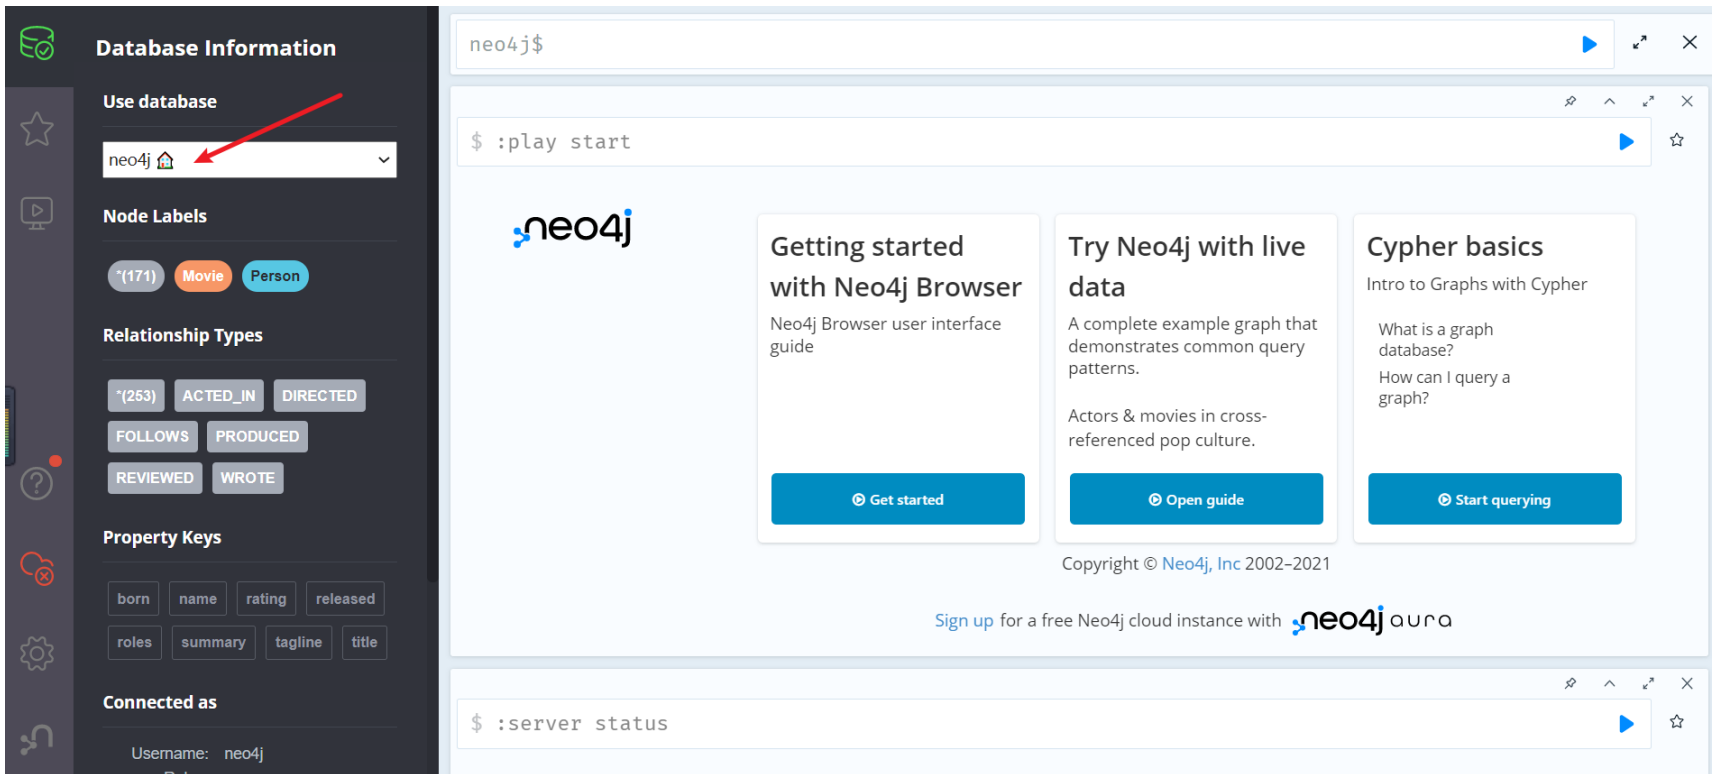 Database Information
Use database
neo4j
Node Labels
*(171) Movie Person
Relationship Types
*(253) ACTED_IN DIRECTED
FOLLOWS PRODUCED
REVIEWED WROTE
Property Keys
born name rating released
roles summary tagline title
Connected as
Username: neo4j
neo4j$
$ :play start
neo4j
Getting started
with Neo4j Browser
Neo4j Browser user interface
guide
Get started
Try Neo4j with live
data
A complete example graph that
demonstrates common query
patterns.
Actors & movies in cross-
referenced pop culture.
Open guide
Cypher basics
Intro to Graphs with Cypher
What is a graph
database?
How can I query a
graph?
Start querying
Copyright © Neo4j, Inc 2002–2021
Sign up for a free Neo4j cloud instance with neo4j aura
$ :server status